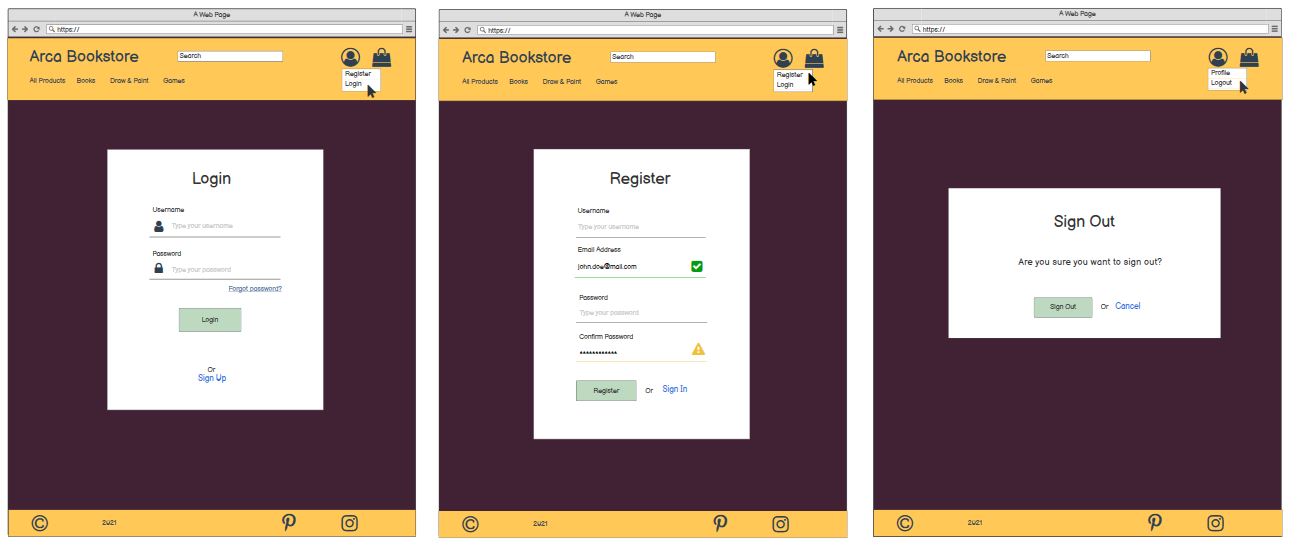 A Web Page
https://
Arca Bookstore
Search
All Products Books Draw & Paint Games
Register
Login
Login
Username
Type your username
Password
Type your password
Forgot password?
Login
Or
Sign Up
© 2021
A Web Page
https://
Arca Bookstore
Search
All Products Books Draw & Paint Games
Register
Login
Register
Username
Type your username
Email Address
john.doe@mail.com
Password
Type your password
Confirm Password
************
Register Or Sign In
© 2021
A Web Page
https://
Arca Bookstore
Search
All Products Books Draw & Paint Games
Profile
Logout
Sign Out
Are you sure you want to sign out?
Sign Out Or Cancel
© 2021